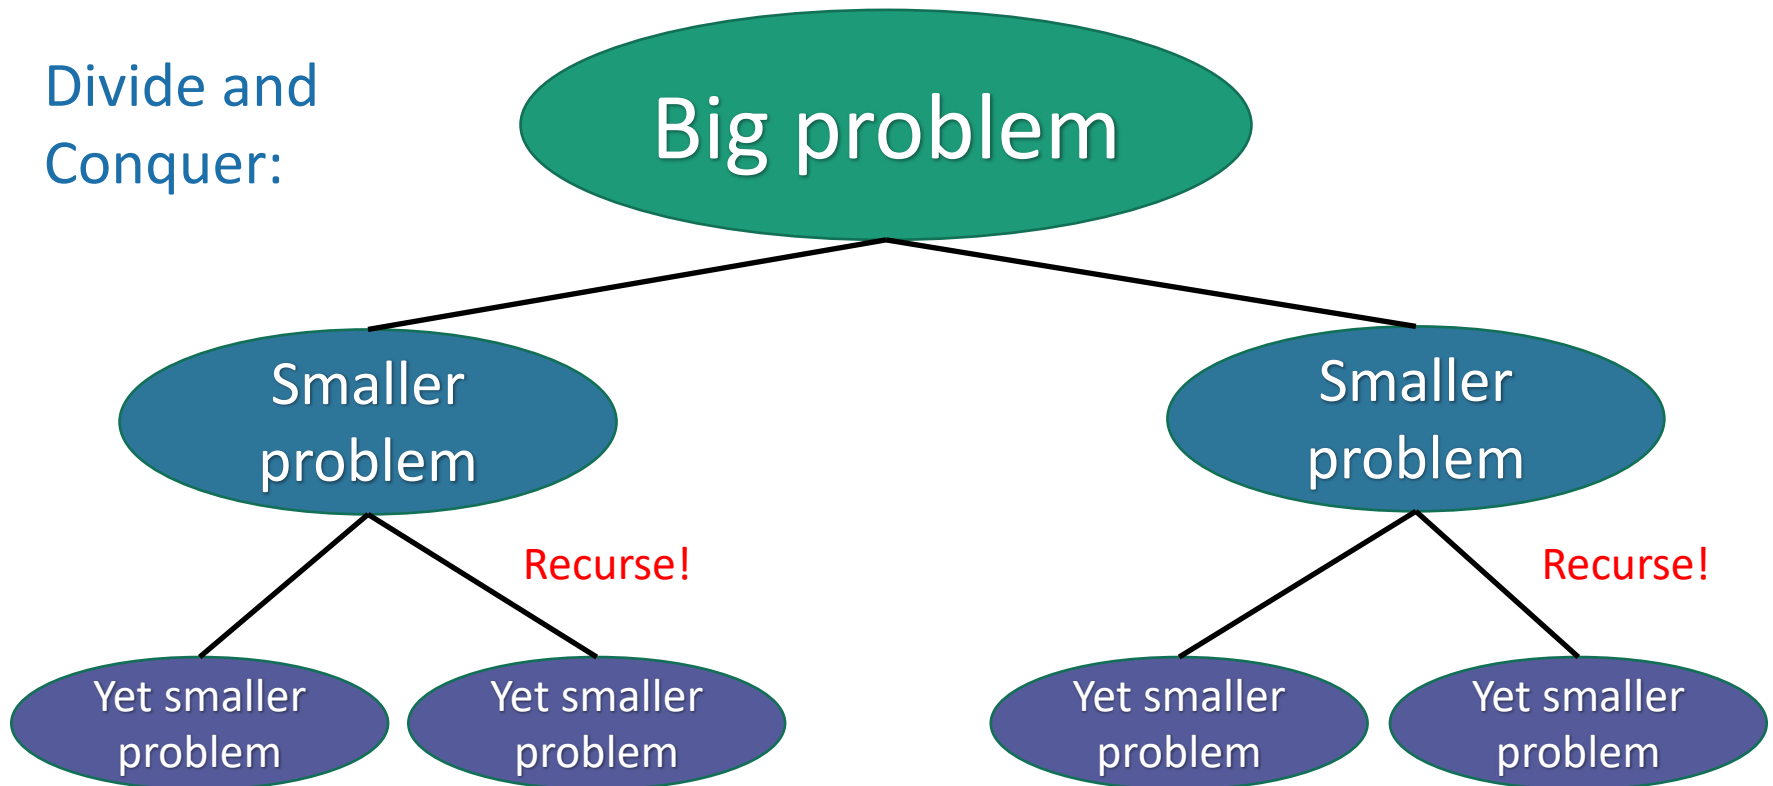 Divide and
Conquer:
Big problem
Smaller
problem
Smaller
problem
Recurse!
Recurse!
Yet smaller
problem
Yet smaller
problem
Yet smaller
problem
Yet smaller
problem